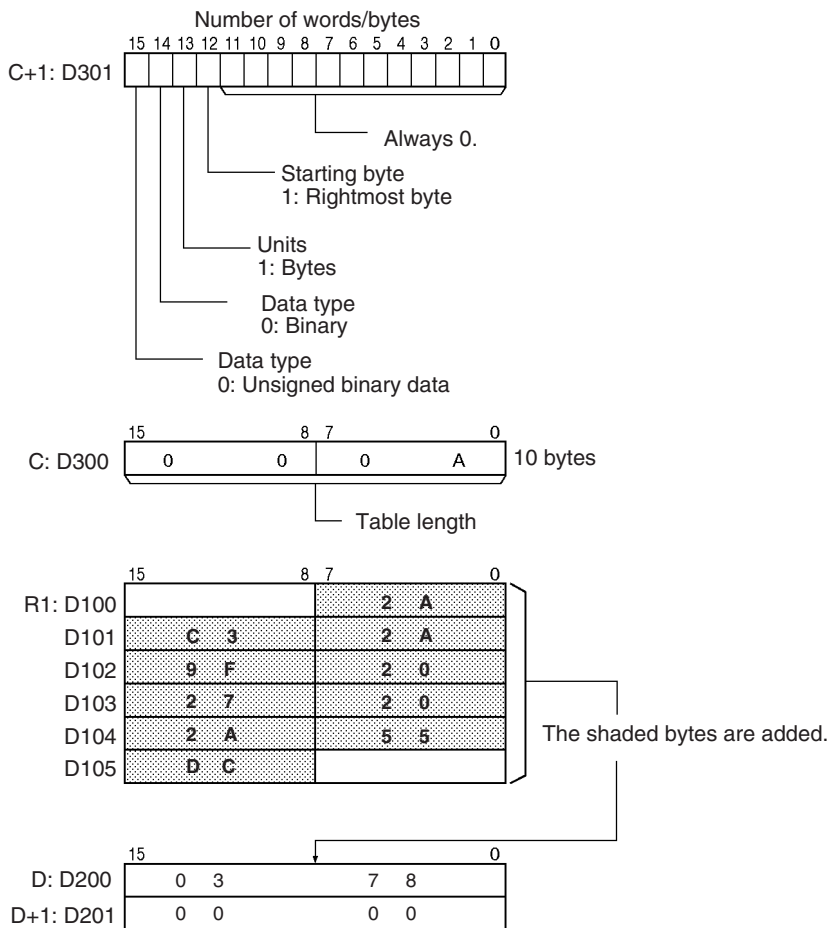 Number of words/bytes
15 14 13 12 11 10 9 8 7 6 5 4 3 2 1 0
C+1: D301
Always 0.
Starting byte
1: Rightmost byte
Units
1: Bytes
Data type
0: Binary
Data type
0: Unsigned binary data
15 8 7 0
C: D300 0 0 0 A 10 bytes
Table length
15 8 7 0
R1: D100 2 A
D101 C 3 2 A
D102 9 F 2 0
D103 2 7 2 0
D104 2 A 5 5
The shaded bytes are added.
D105 D C
15 0
D: D200 0 3 7 8
D+1: D201 0 0 0 0